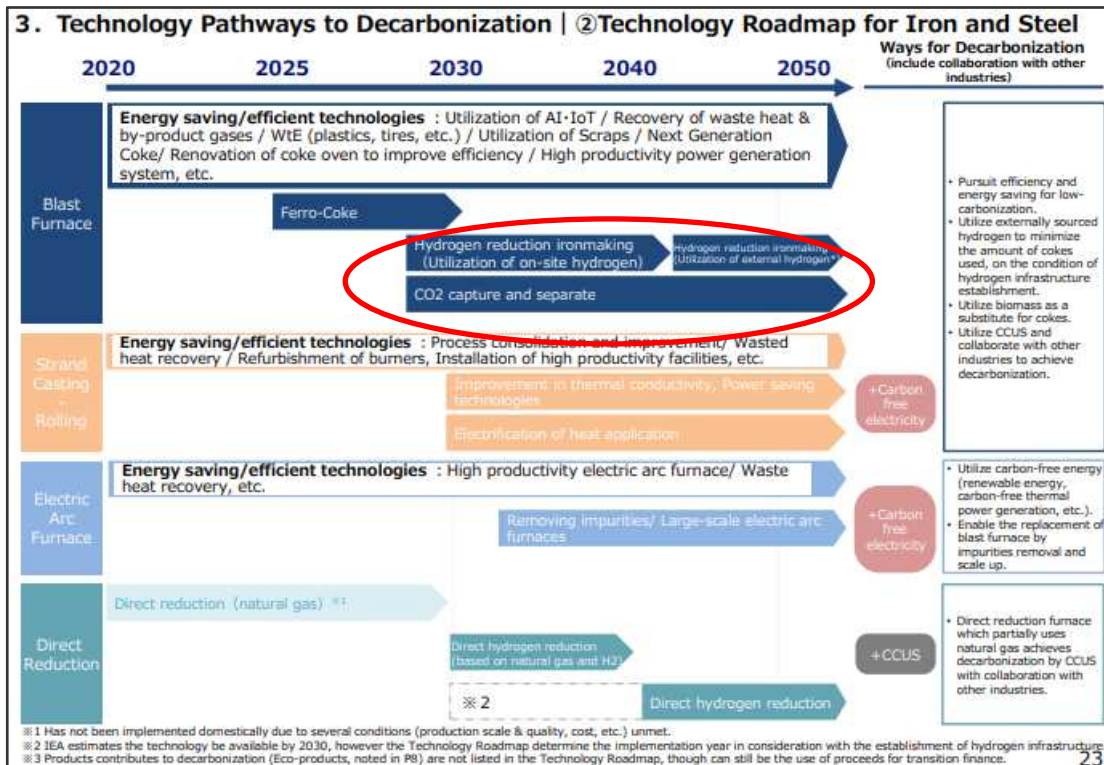 3. Technology Pathways to Decarbonization | ②Technology Roadmap for Iron and Steel
Ways for Decarbonization
(include collaboration with other
industries)
2020 2025 2030 2040 2050
Blast
Furnace
Energy saving/efficient technologies : Utilization of AI・IoT / Recovery of waste heat &
by-product gases / WtE (plastics, tires, etc.) / Utilization of Scraps / Next Generation
Coke/ Renovation of coke oven to improve efficiency / High productivity power generation
system, etc.
Ferro-Coke
Hydrogen reduction ironmaking
(Utilization of on-site hydrogen)
Hydrogen reduction ironmaking
(Utilization of external hydrogen*)
CO2 capture and separate
• Pursuit efficiency and
energy saving for low-
carbonization.
• Utilize externally sourced
hydrogen to minimize
the amount of cokes
used, on the condition of
hydrogen infrastructure
establishment.
• Utilize biomass as a
substitute for cokes.
• Utilize CCUS and
collaborate with other
industries to achieve
decarbonization.
Strand
Casting
・
Rolling
Energy saving/efficient technologies : Process consolidation and improvement/ Wasted
heat recovery / Refurbishment of burners, Installation of high productivity facilities, etc.
Improvement in thermal conductivity, Power saving
technologies
Electrification of heat application
+Carbon
free
electricity
Electric
Arc
Furnace
Energy saving/efficient technologies : High productivity electric arc furnace/ Waste
heat recovery, etc.
Removing impurities/ Large-scale electric arc
furnaces
+Carbon
free
electricity
• Utilize carbon-free energy
(renewable energy,
carbon-free thermal
power generation, etc.).
• Enable the replacement of
blast furnace by
impurities removal and
scale up.
Direct
Reduction
Direct reduction (natural gas) ※1
Direct hydrogen reduction
(based on natural gas and H2)
※ 2
Direct hydrogen reduction
+CCUS
• Direct reduction furnace
which partially uses
natural gas achieves
decarbonization by CCUS
with collaboration with
other industries.
※1 Has not been implemented domestically due to several conditions (production scale & quality, cost, etc.) unmet.
※2 IEA estimates the technology be available by 2030, however the Technology Roadmap determine the implementation year in consideration with the establishment of hydrogen infrastructure
※3 Products contributes to decarbonization (Eco-products, noted in P8) are not listed in the Technology Roadmap, though can still be the use of proceeds for transition finance.
23